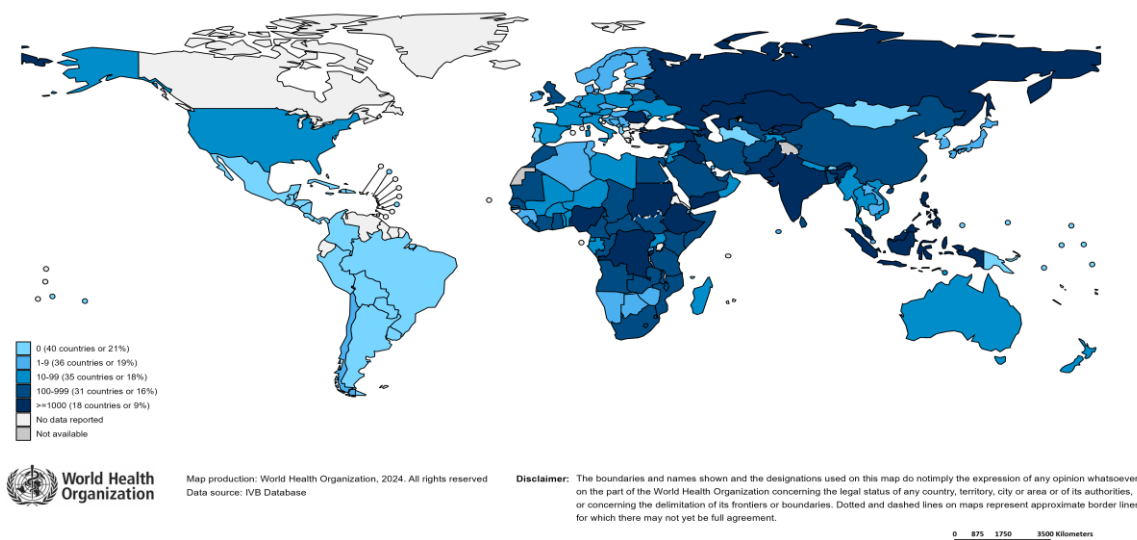 0 (40 countries or 21%)
1-9 (36 countries or 19%)
10-99 (35 countries or 18%)
100-999 (31 countries or 16%)
>=1000 (18 countries or 9%)
No data reported
Not available
World Health
Organization
Map production: World Health Organization, 2024. All rights reserved
Data source: IVB Database
Disclaimer: The boundaries and names shown and the designations used on this map do notimply the expression of any opinion whatsoever
on the part of the World Health Organization concerning the legal status of any country, territory, city or area or of its authorities,
or concerning the delimitation of its frontiers or boundaries. Dotted and dashed lines on maps represent approximate border lines
for which there may not yet be full agreement.
0 875 1750 3500 Kilometers